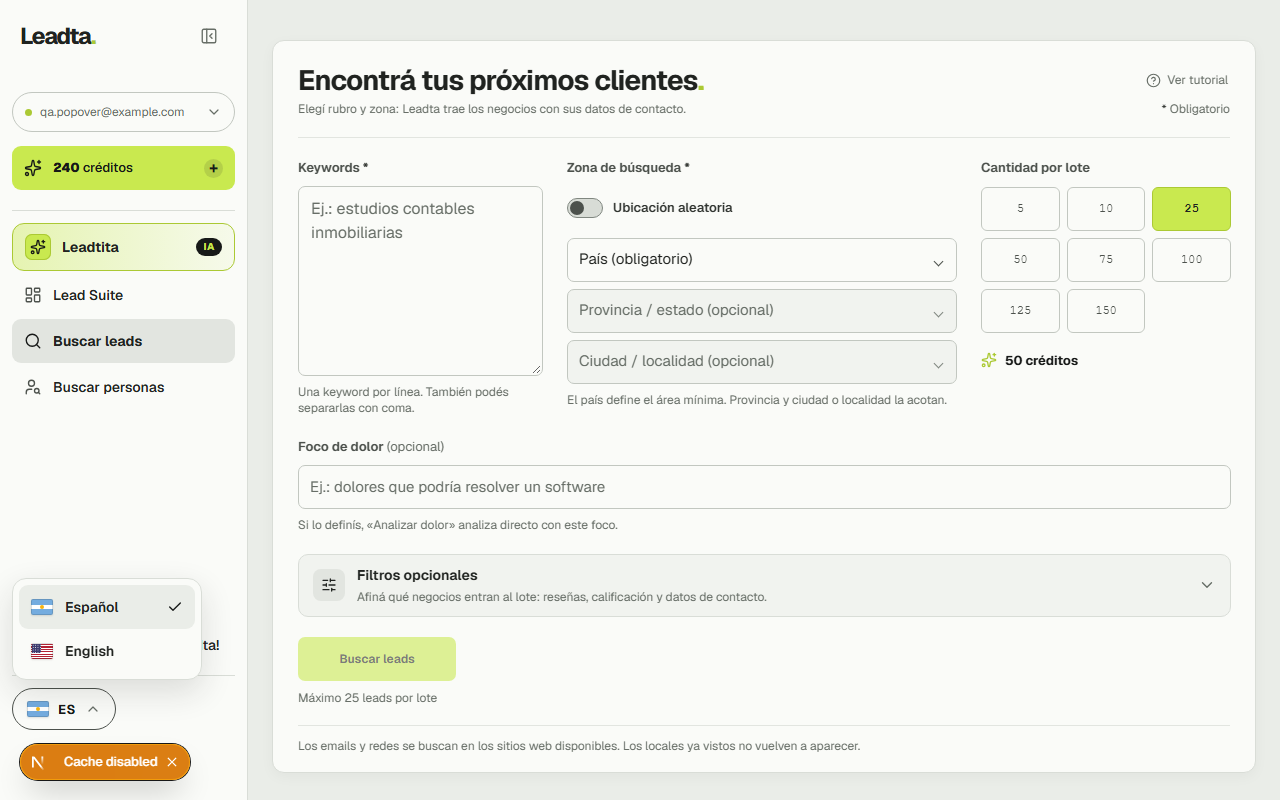 Leadta.
qa.popover@example.com
240 créditos
Leadtita
IA
Lead Suite
Buscar leads
Buscar personas
Español
English
ta!
ES
Cache disabled
Encontrá tus próximos clientes.
Elegí rubro y zona: Leadta trae los negocios con sus datos de contacto.
Ver tutorial
* Obligatorio
Keywords *
Ej.: estudios contables
inmobiliarias
Una keyword por línea. También podés
separarlas con coma.
Zona de búsqueda *
Ubicación aleatoria
País (obligatorio)
Provincia / estado (opcional)
Ciudad / localidad (opcional)
El país define el área mínima. Provincia y ciudad o localidad la acotan.
Cantidad por lote
5 10 25
50 75 100
125 150
50 créditos
Foco de dolor (opcional)
Ej.: dolores que podría resolver un software
Si lo definís, «Analizar dolor» analiza directo con este foco.
Filtros opcionales
Afiná qué negocios entran al lote: reseñas, calificación y datos de contacto.
Buscar leads
Máximo 25 leads por lote
Los emails y redes se buscan en los sitios web disponibles. Los locales ya vistos no vuelven a aparecer.